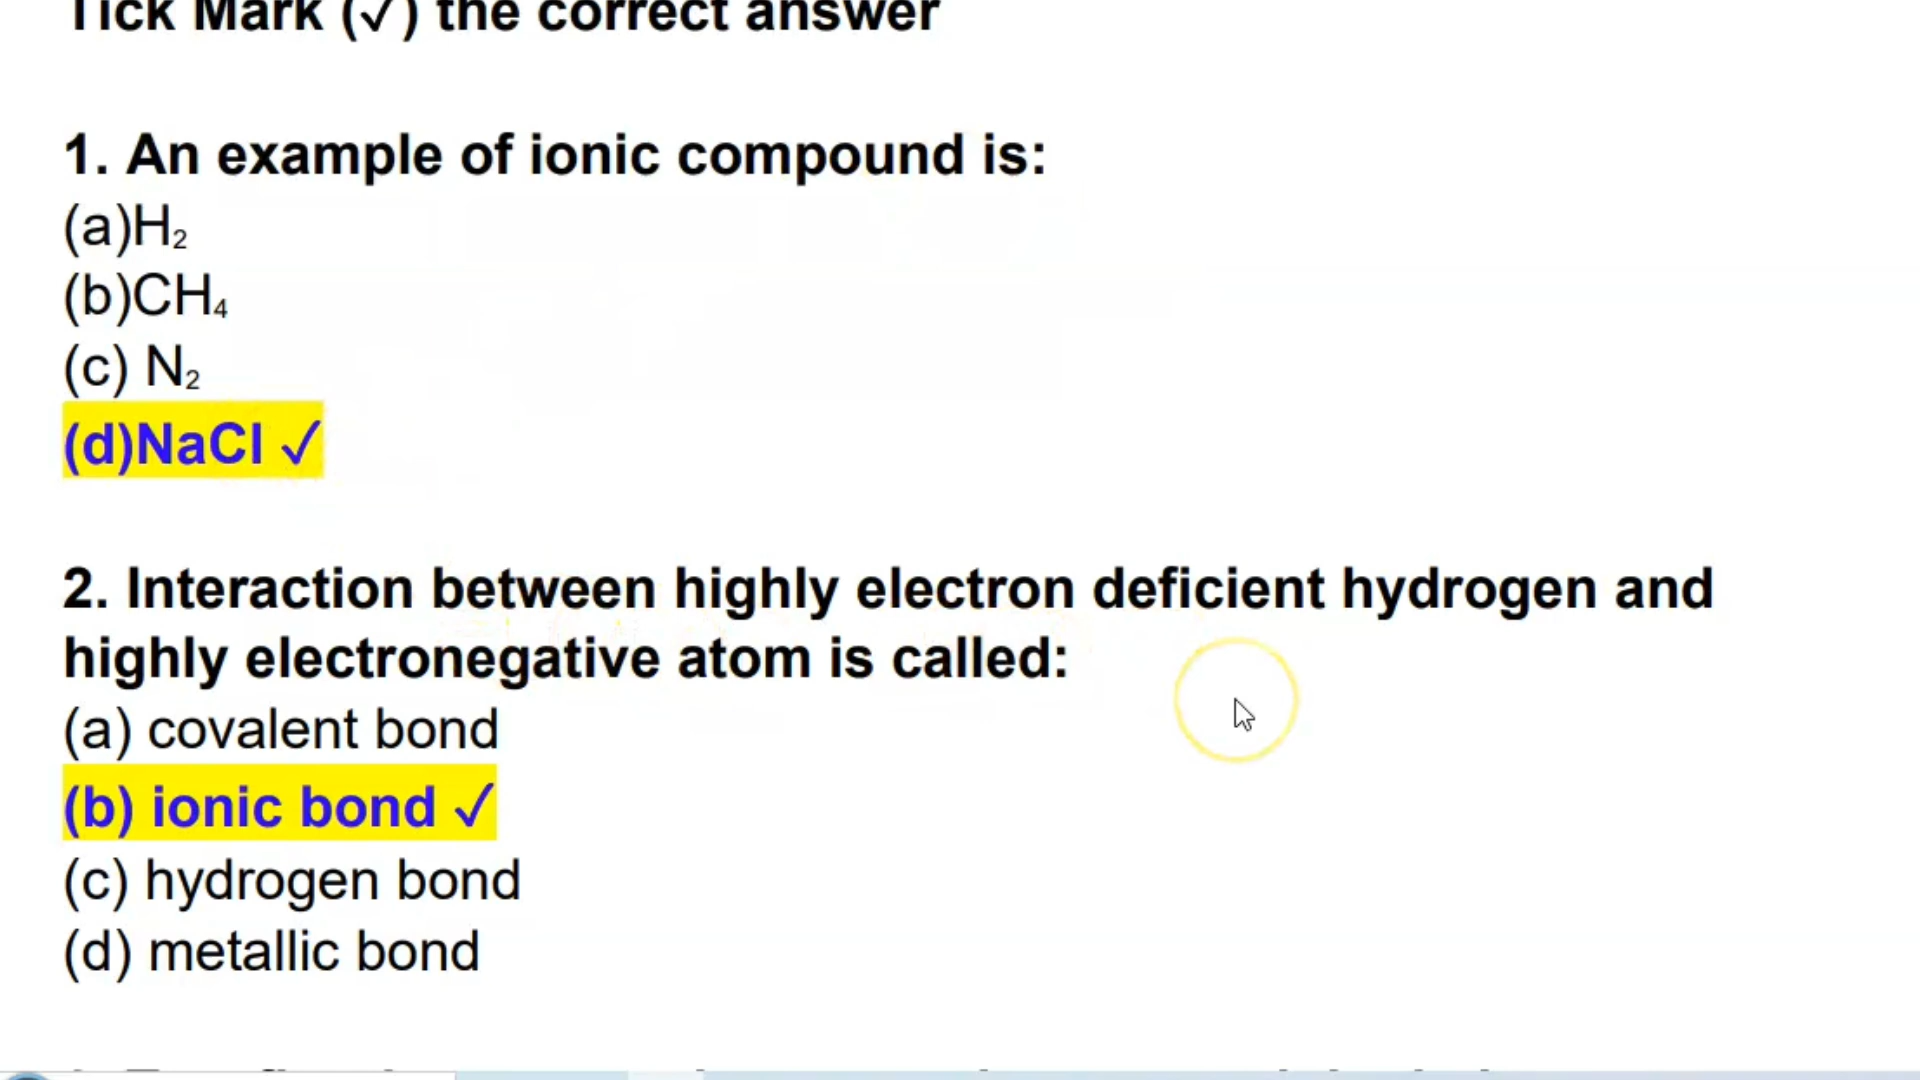 Tick Mark (✓) the correct answer
1. An example of ionic compound is:
(a)H₂
(b)CH₄
(c) N₂
(d)NaCl ✓
2. Interaction between highly electron deficient hydrogen and
highly electronegative atom is called:
(a) covalent bond
(b) ionic bond ✓
(c) hydrogen bond
(d) metallic bond